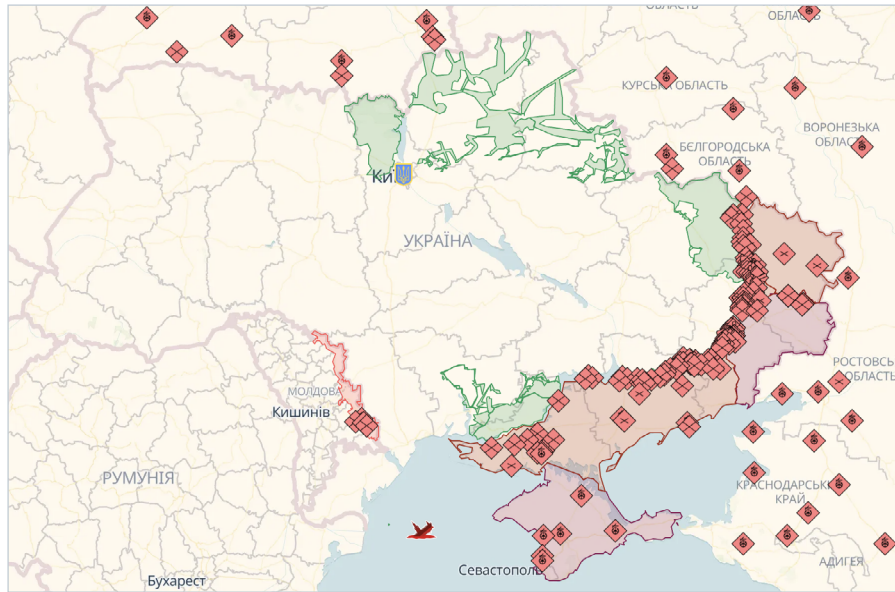 ОБЛАСТЬ
ОБЛАСТЬ
КУРСЬКА ОБЛАСТЬ
ВОРОНЕЗЬКА
ОБЛАСТЬ
БЄЛГОРОДСЬКА
ОБЛАСТЬ
УКРАЇНА
РОСТОВСЬ
ОБЛАСТЬ
МОЛДОВА
Кишинів
РУМУНІЯ
КРАСНОДАРСЬКИЙ
КРАЙ
АДИГЕЯ
Севастополь
Бухарест